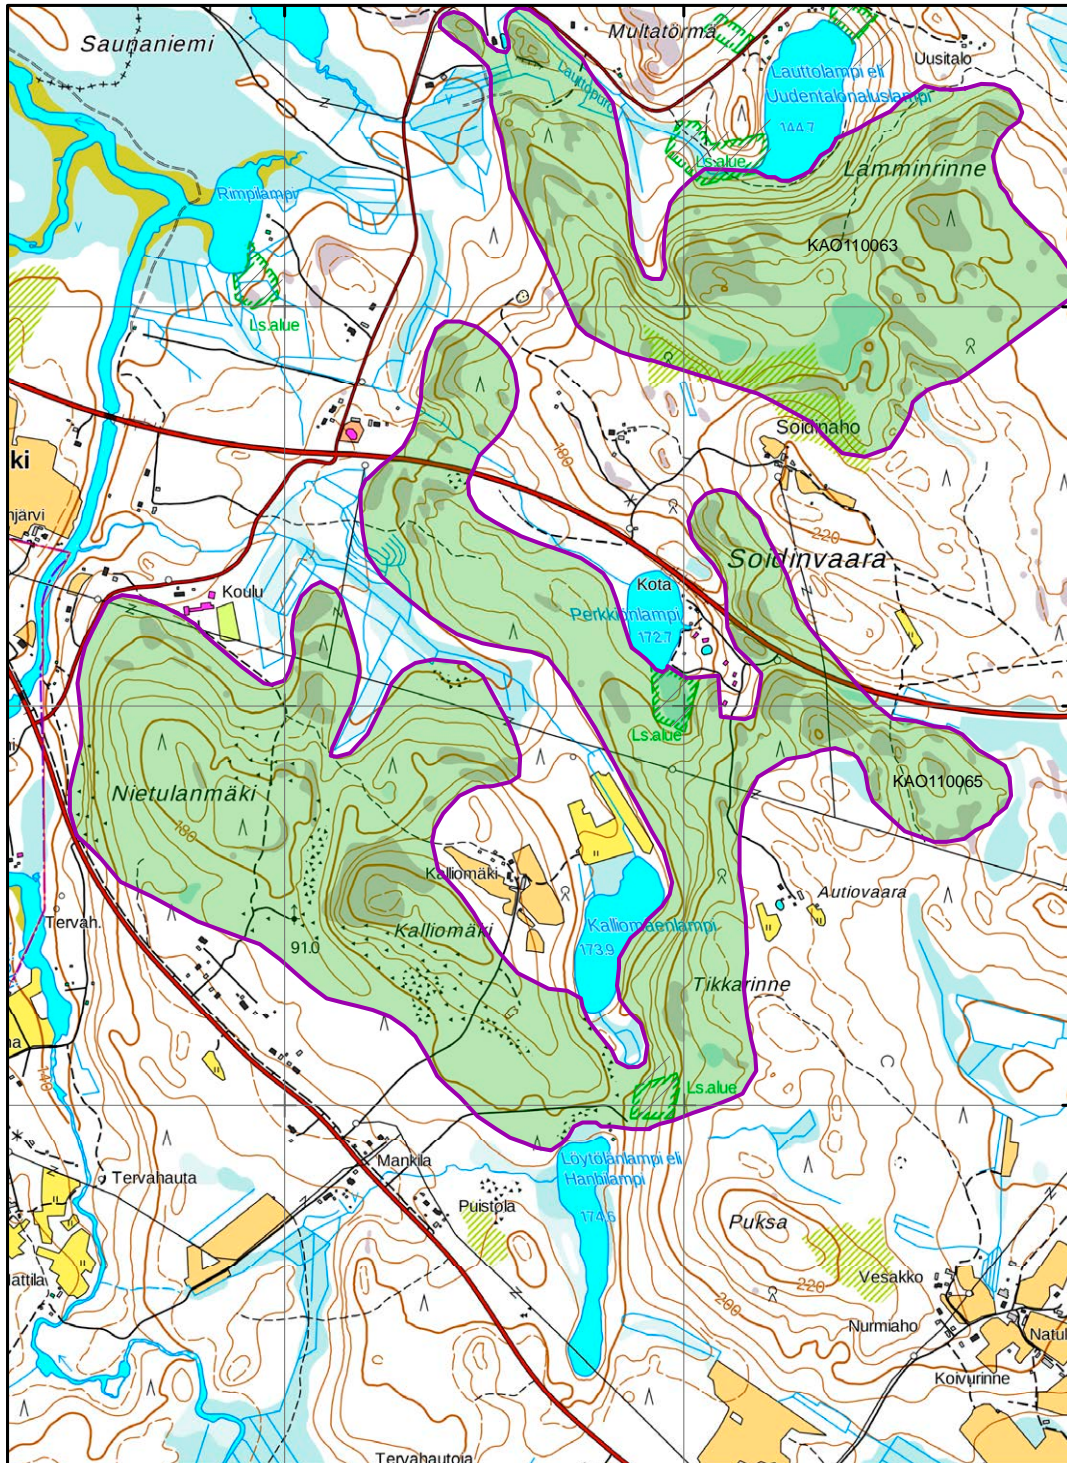 Saunaniemi
Multatörmä
Uusitalo
Lauttopuro
Lauttolampi eli
Uudentalonaluslampi
144.7
Ls.alue
Lamminrinne
Rimpilampi
KAO110063
Ls.alue
Soidinaho
180
ki
njärvi
220
Soidinvaara
Koulu
Kota
Perkkiönlampi
172.7
Ls.alue
KAO110065
Nietulanmäki
180
Kalliomäki
Autiovaara
Tervah.
Kalliomäki
Kalliomäenlampi
173.9
91.0
Tikkarinne
na
140
Ls.alue
Mankila
Löytölänlampi eli
Hanhilampi
Tervahauta
Puistola
174.6
Puksa
Vesakko
220
200
Nurmiaho
Natul
Koivurinne
Tervahautoja